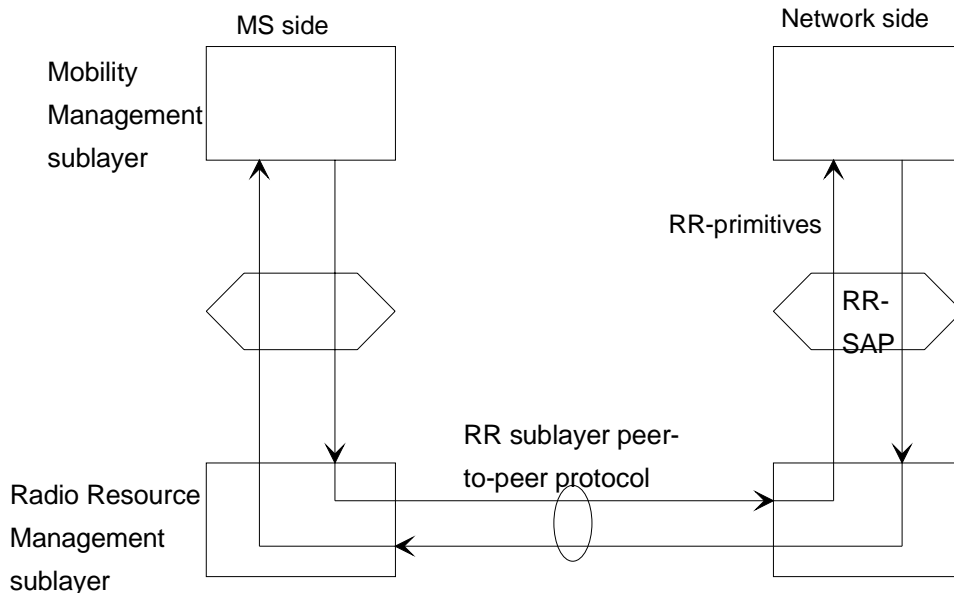 MS side
Network side
Mobility
Management
sublayer
RR-primitives
RR-
SAP
RR sublayer peer-
to-peer protocol
Radio Resource
Management
sublayer